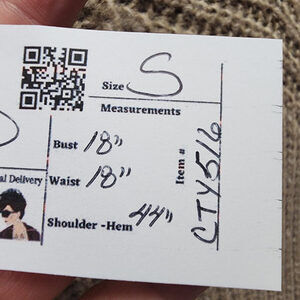 Size S
Measurements
Bust 18"
al Delivery Waist 18"
Shoulder -Hem 44"
Item # CTY516